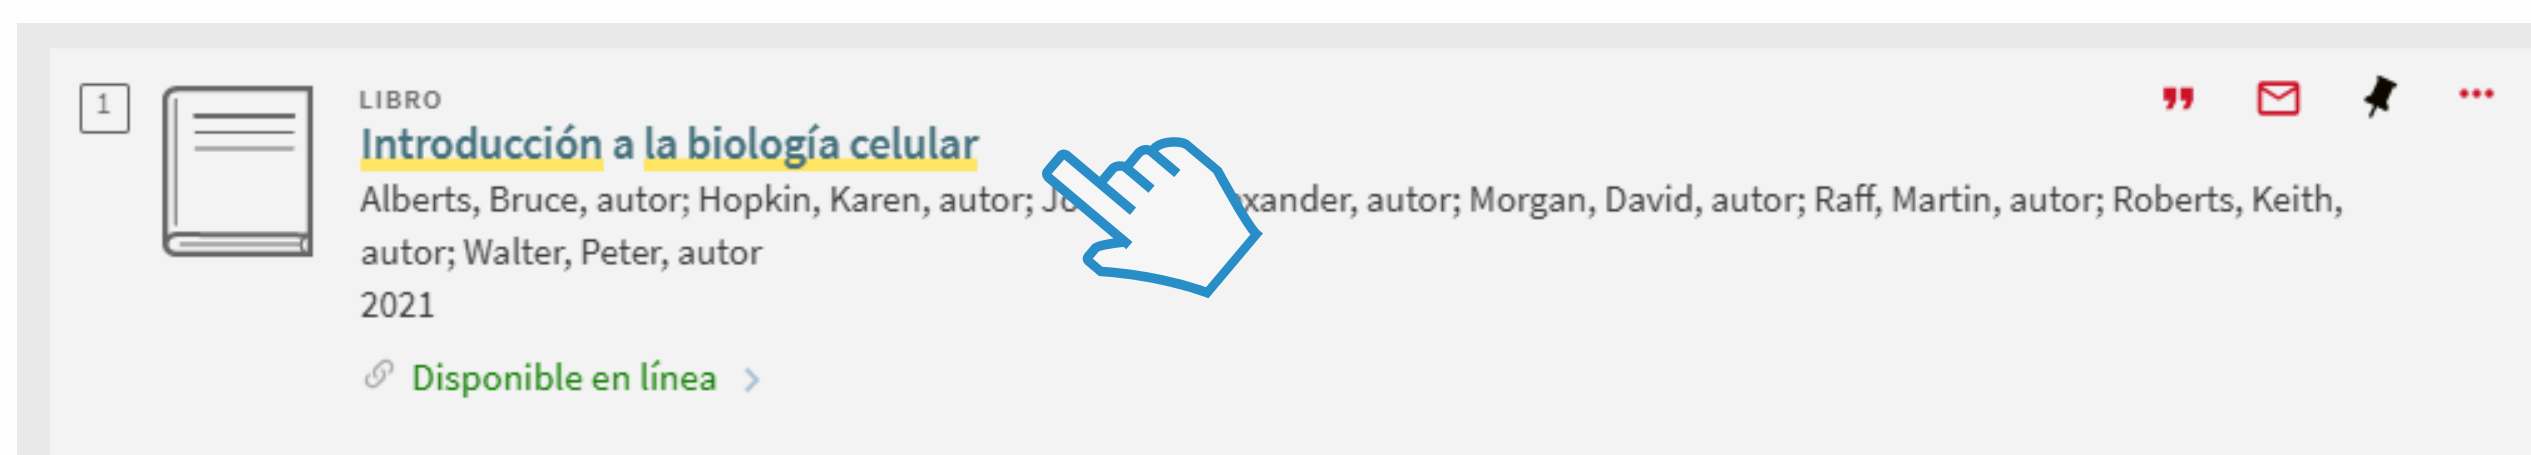 1
LIBRO
Introducción a la biología celular
Alberts, Bruce, autor; Hopkin, Karen, autor; autor; Morgan, David, autor; Raff, Martin, autor; Roberts, Keith,
autor; Walter, Peter, autor
2021
Disponible en línea